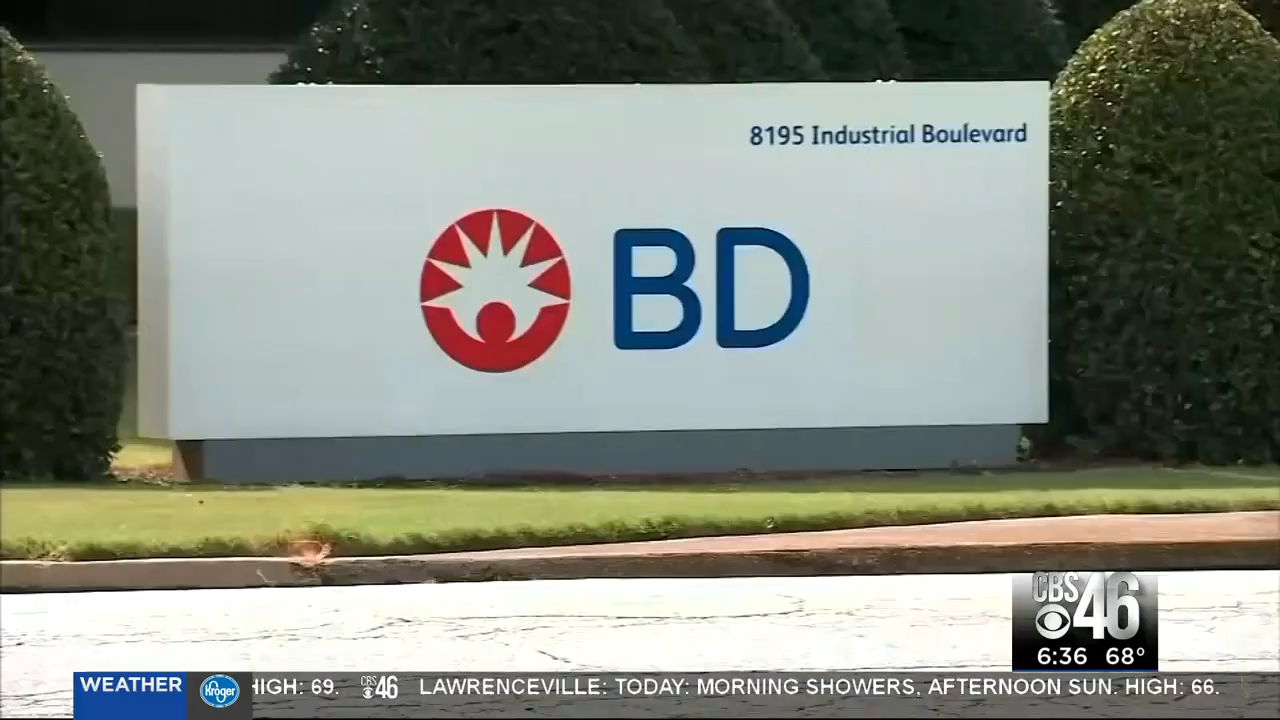 8195 Industrial Boulevard
BD
CBS 46
6:36 68°
WEATHER Kroger HIGH: 69. CBS 46 LAWRENCEVILLE: TODAY: MORNING SHOWERS, AFTERNOON SUN. HIGH: 66.